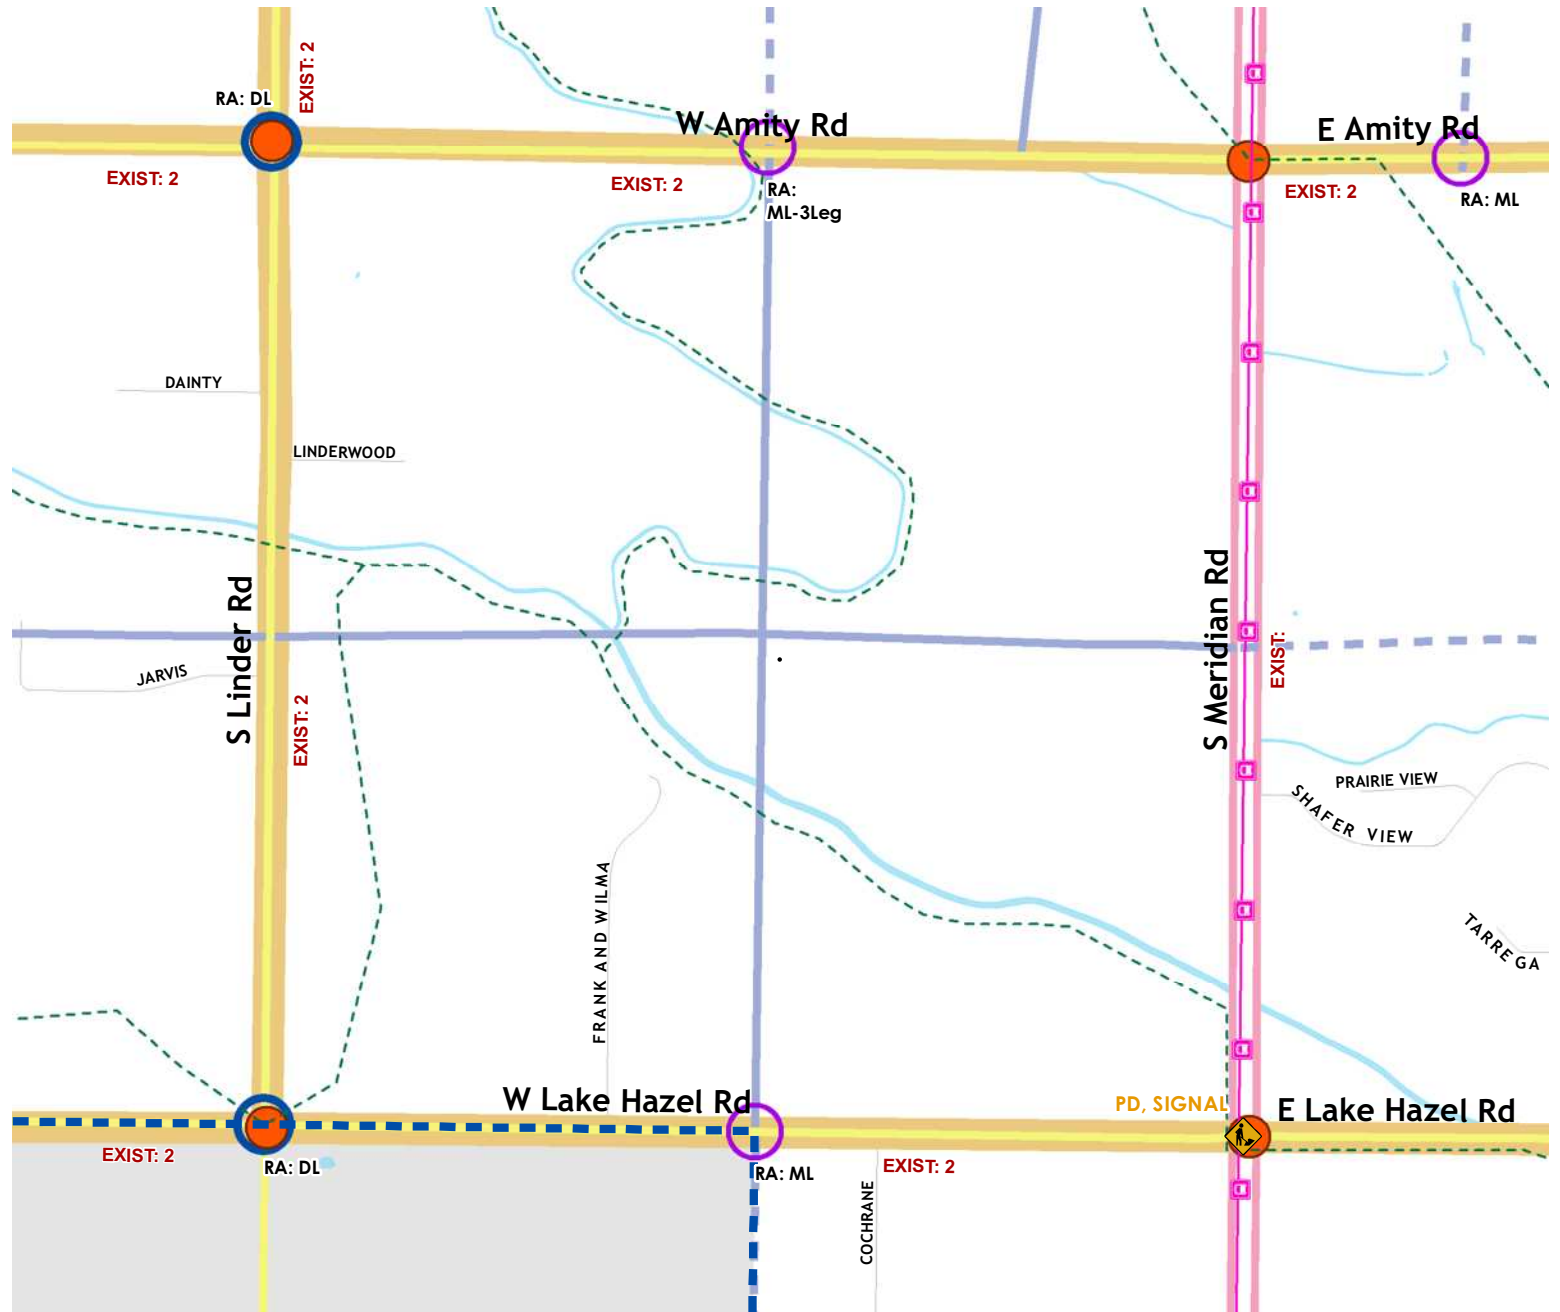 EXIST: 2
RA: DL
W Amity Rd
E Amity Rd
EXIST: 2
EXIST: 2
RA:
ML-3Leg
EXIST: 2
RA: ML
DAINTY
LINDERWOOD
S Linder Rd
S Meridian Rd
EXIST:
JARVIS
EXIST: 2
PRAIRIE VIEW
SHAFER VIEW
FRANK AND WILMA
TARREGA
W Lake Hazel Rd
PD, SIGNAL
E Lake Hazel Rd
EXIST: 2
RA: DL
RA: ML
EXIST: 2
COCHRANE